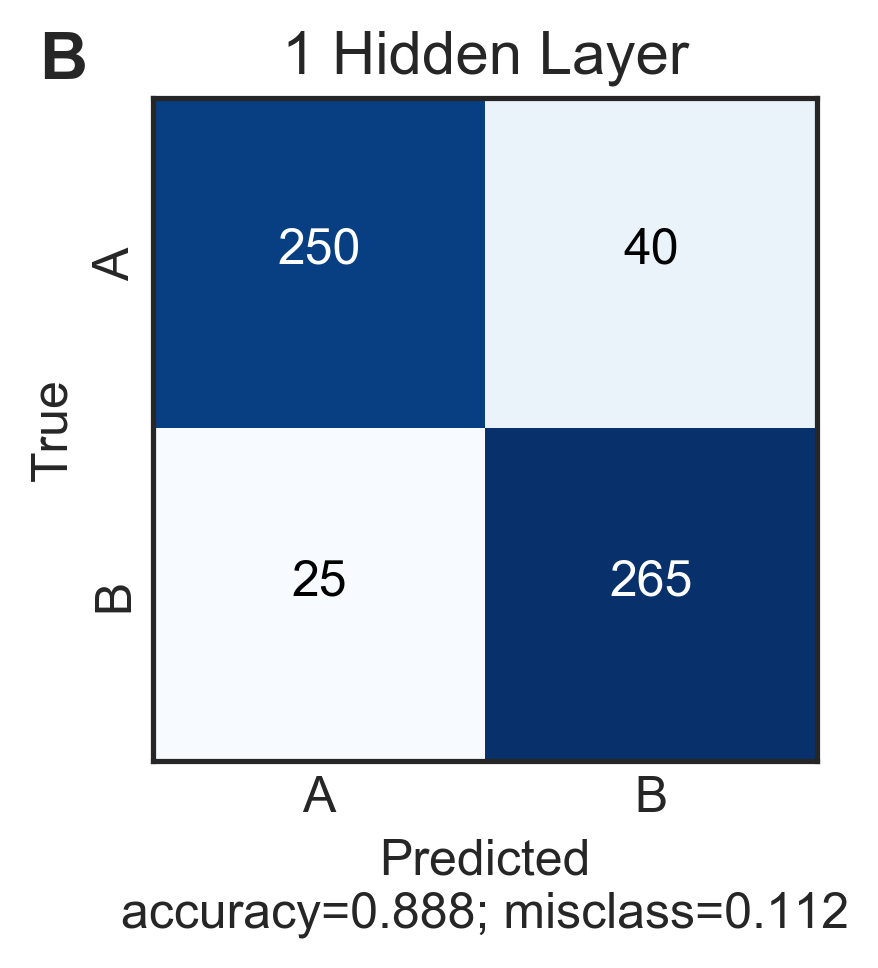 B
1 Hidden Layer
A
250
40
True
B
25
265
A
B
Predicted
accuracy=0.888; misclass=0.112